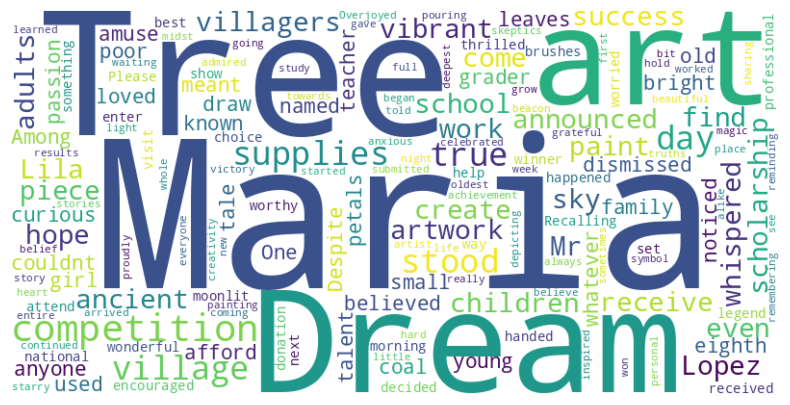 Tree
art
Maria
Dream
best
pouring
Overjoyed
midst
gave
going
villagers
vibrant
leaves
success
amuse
poor
learned
something
waiting
admired
Please
show
brushes
thrilled
skeptics
first
come
grader
worried
old
bit
hold
worked
bright
professional
sharing
beautiful
adults
passion
loved
meant
draw
study
full
towards
deepest
grow
told
began
beacon
teacher
school
announced
find
enter
light
named
known
choice
anxious
night
grateful
truths
magic
place
Among
results
visit
work
day
reminding
supplies
true
paint
scholarship
Lila
whole
victory
started
celebrated
week
winner
submitted
oldest
achievement
help
happened
dismissed
piece
stories
tale
worthy
petals
create
sky
family
noticed
whispered
curious
everyone
creativity
new
Despite
artwork
Recalling
alike
hope
belief
proudly
One
artist
life
way
depicting
Mr
set
symbol
couldnt
story
girl
heart
attend
entire
moonlit
painting
small
stood
always
really
believe
whatever
sometimes
see
remembering
ancient
arrived
coming
believed
children
receive
legend
competition
wonderful
talent
donation
next
morning
hard
little
handed
coal
young
inspired
won
personal
even
eighth
village
afford
decided
Lopez
anyone
national
used
continued
starry
encouraged
received